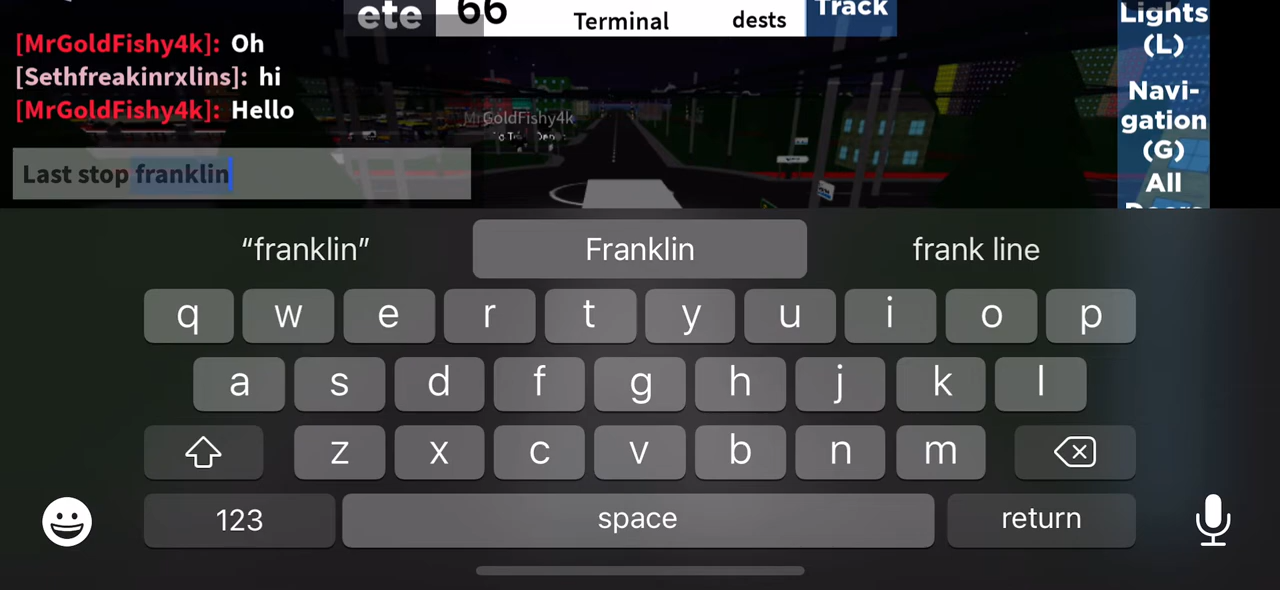 ete
66
Terminal
dests
Track
Lights
(L)
Navi-
gation
(G)
All
[MrGoldFishy4k]: Oh
[Sethfreakinrxlins]: hi
[MrGoldFishy4k]: Hello
MrGoldFishy4k
Last stop franklin
“franklin”
Franklin
frank line
q w e r t y u i o p
a s d f g h j k l
z x c v b n m
123
space
return